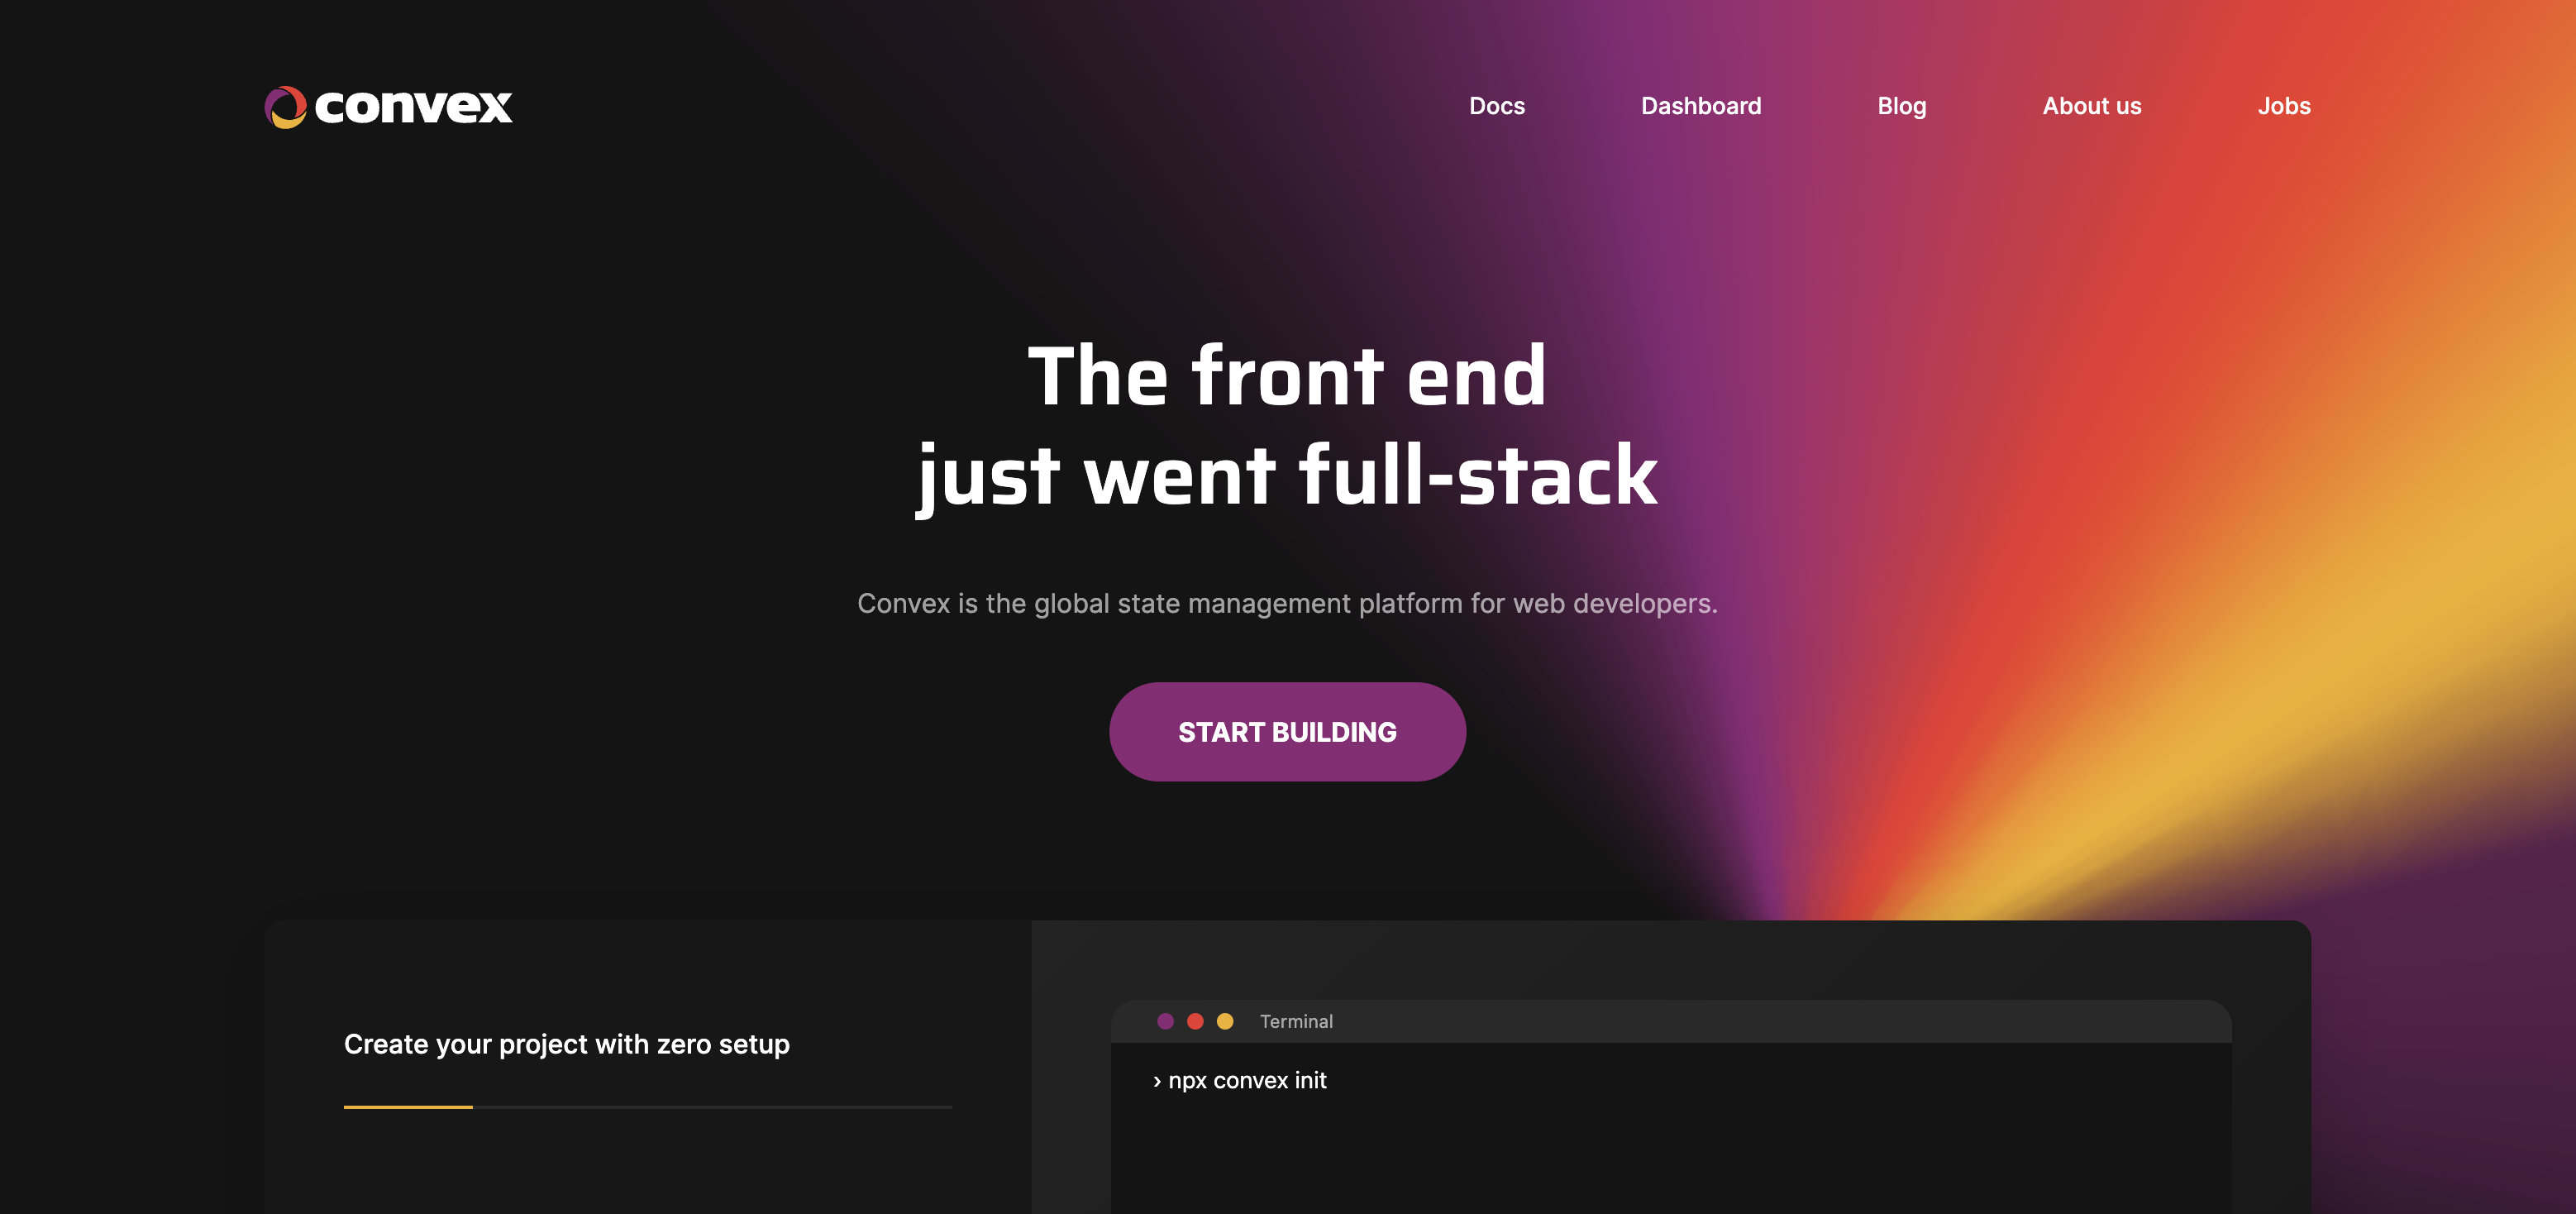 convex
Docs
Dashboard
Blog
About us
Jobs
The front end
just went full-stack
Convex is the global state management platform for web developers.
START BUILDING
Create your project with zero setup
Terminal
› npx convex init